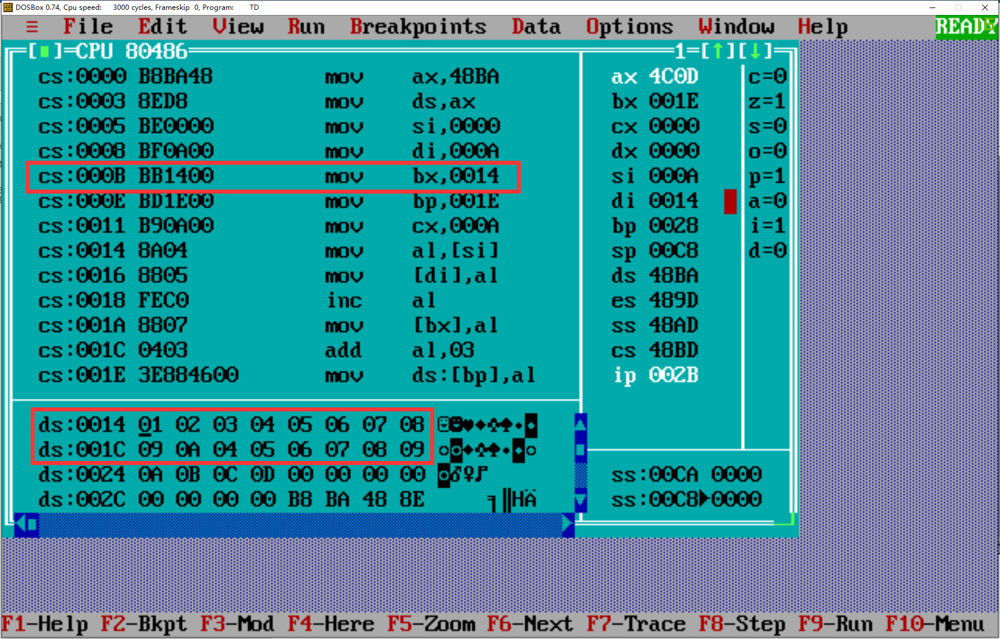 DOSBox 0.74, Cpu speed: 3000 cycles, Frameskip 0, Program: TD
≡ File Edit View Run Breakpoints Data Options Window Help READY
[■]=CPU 80486 1=[↑][↓]
cs:0000 B8BA48 mov ax,48BA ax 4C0D c=0
cs:0003 8ED8 mov ds,ax bx 001E z=1
cs:0005 BE0000 mov si,0000 cx 0000 s=0
cs:0008 BF0A00 mov di,000A dx 0000 o=0
cs:000B BB1400 mov bx,0014 si 000A p=1
cs:000E BD1E00 mov bp,001E di 0014 a=0
cs:0011 B90A00 mov cx,000A bp 0028 i=1
cs:0014 8A04 mov al,[si] sp 00C8 d=0
cs:0016 8805 mov [di],al ds 48BA
cs:0018 FEC0 inc al es 489D
cs:001A 8807 mov [bx],al ss 48AD
cs:001C 0403 add al,03 cs 48BD
cs:001E 3E884600 mov ds:[bp],al ip 002B
ds:0014 01 02 03 04 05 06 07 08 ☺☻♥♦♣♠•◘
ds:001C 09 0A 04 05 06 07 08 09 ○◙♦♣♠•◘○
ds:0024 0A 0B 0C 0D 00 00 00 00 ◙♂♀♪ ss:00CA 0000
ds:002C 00 00 00 00 B8 BA 48 8E ╕║HÄ ss:00C8►0000
F1-Help F2-Bkpt F3-Mod F4-Here F5-Zoom F6-Next F7-Trace F8-Step F9-Run F10-Menu